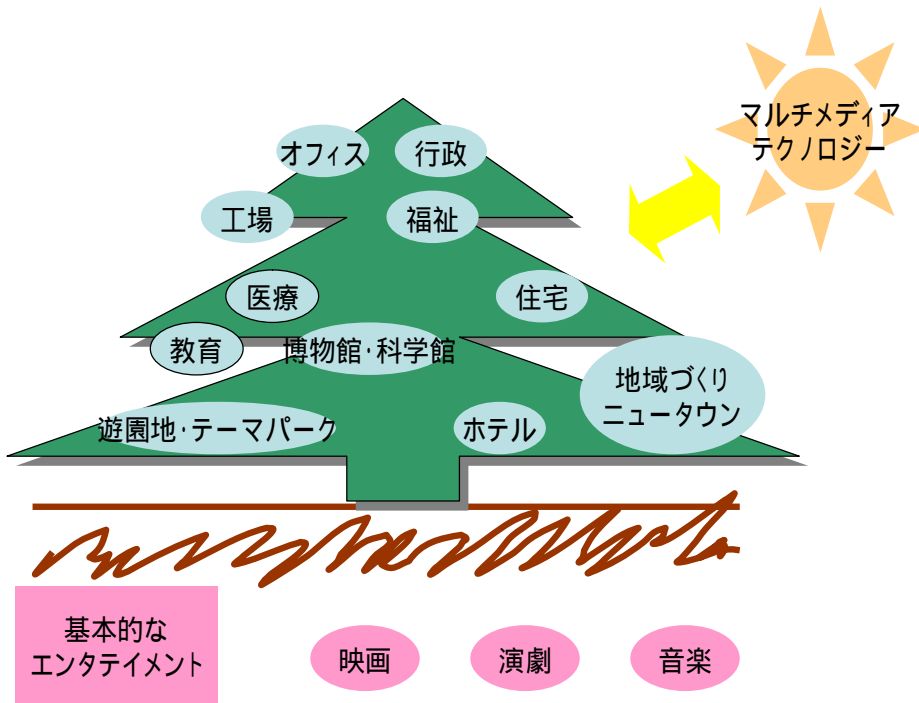 マルチメディア
テクノロジー
オフィス
行政
工場
福祉
医療
住宅
教育
博物館・科学館
地域づくり
ニュータウン
遊園地・テーマパーク
ホテル
基本的な
エンタテイメント
映画
演劇
音楽